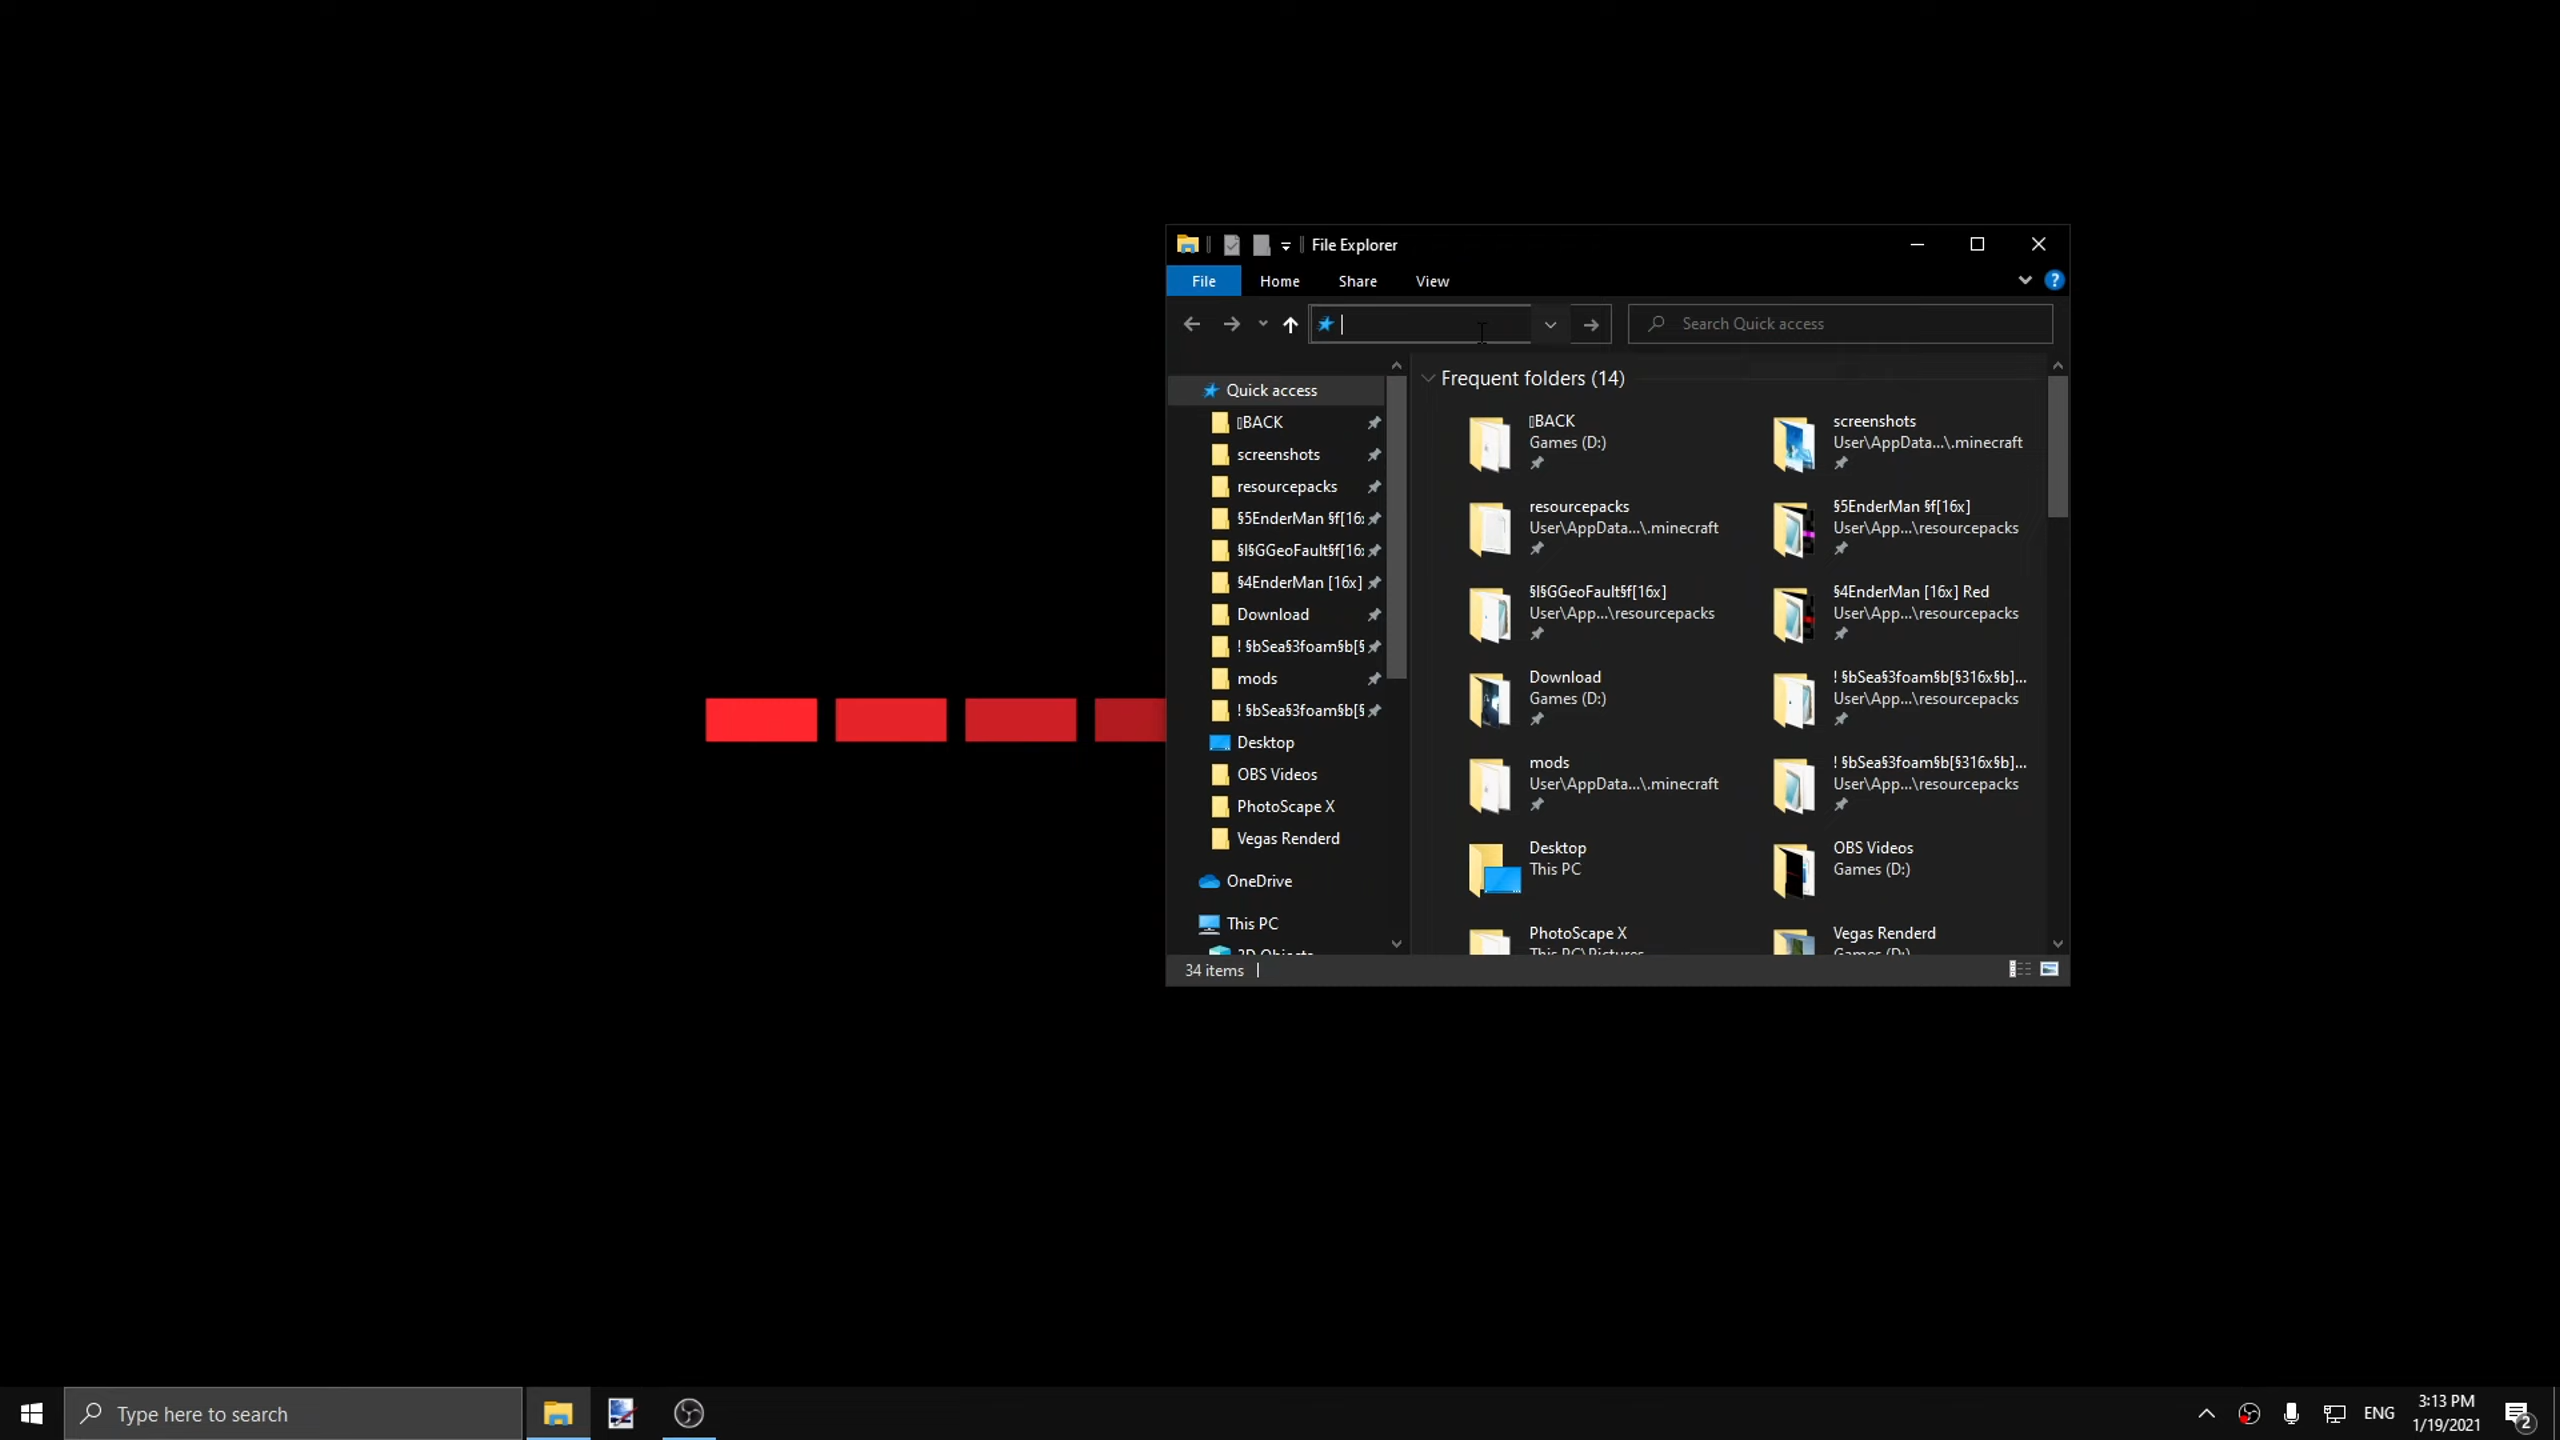 File Explorer
File Home Share View
Search Quick access
Quick access
BACK
screenshots
resourcepacks
§5EnderMan §f[16
§l§GGeoFault§f[16
§4EnderMan [16x]
Download
! §bSea§3foam§b[§
mods
! §bSea§3foam§b[§
Desktop
OBS Videos
PhotoScape X
Vegas Renderd
OneDrive
This PC
3D Objects
Frequent folders (14)
BACK
Games (D:)
screenshots
User\AppData...\.minecraft
resourcepacks
User\AppData...\.minecraft
§5EnderMan §f[16x]
User\App...\resourcepacks
§l§GGeoFault§f[16x]
User\App...\resourcepacks
§4EnderMan [16x] Red
User\App...\resourcepacks
Download
Games (D:)
! §bSea§3foam§b[§316x§b]...
User\App...\resourcepacks
mods
User\AppData...\.minecraft
! §bSea§3foam§b[§316x§b]...
User\App...\resourcepacks
Desktop
This PC
OBS Videos
Games (D:)
PhotoScape X
This PC\Pictures
Vegas Renderd
Games (D:)
34 items
Type here to search
ENG
3:13 PM
1/19/2021
2